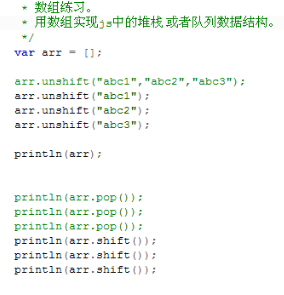 * 数组练习。
* 用数组实现js中的堆栈,或者队列数据结构。
*/
var arr = [];
arr.unshift("abc1","abc2","abc3");
arr.unshift("abc1");
arr.unshift("abc2");
arr.unshift("abc3");
println(arr);
println(arr.pop());
println(arr.pop());
println(arr.pop());
println(arr.shift());
println(arr.shift());
println(arr.shift());